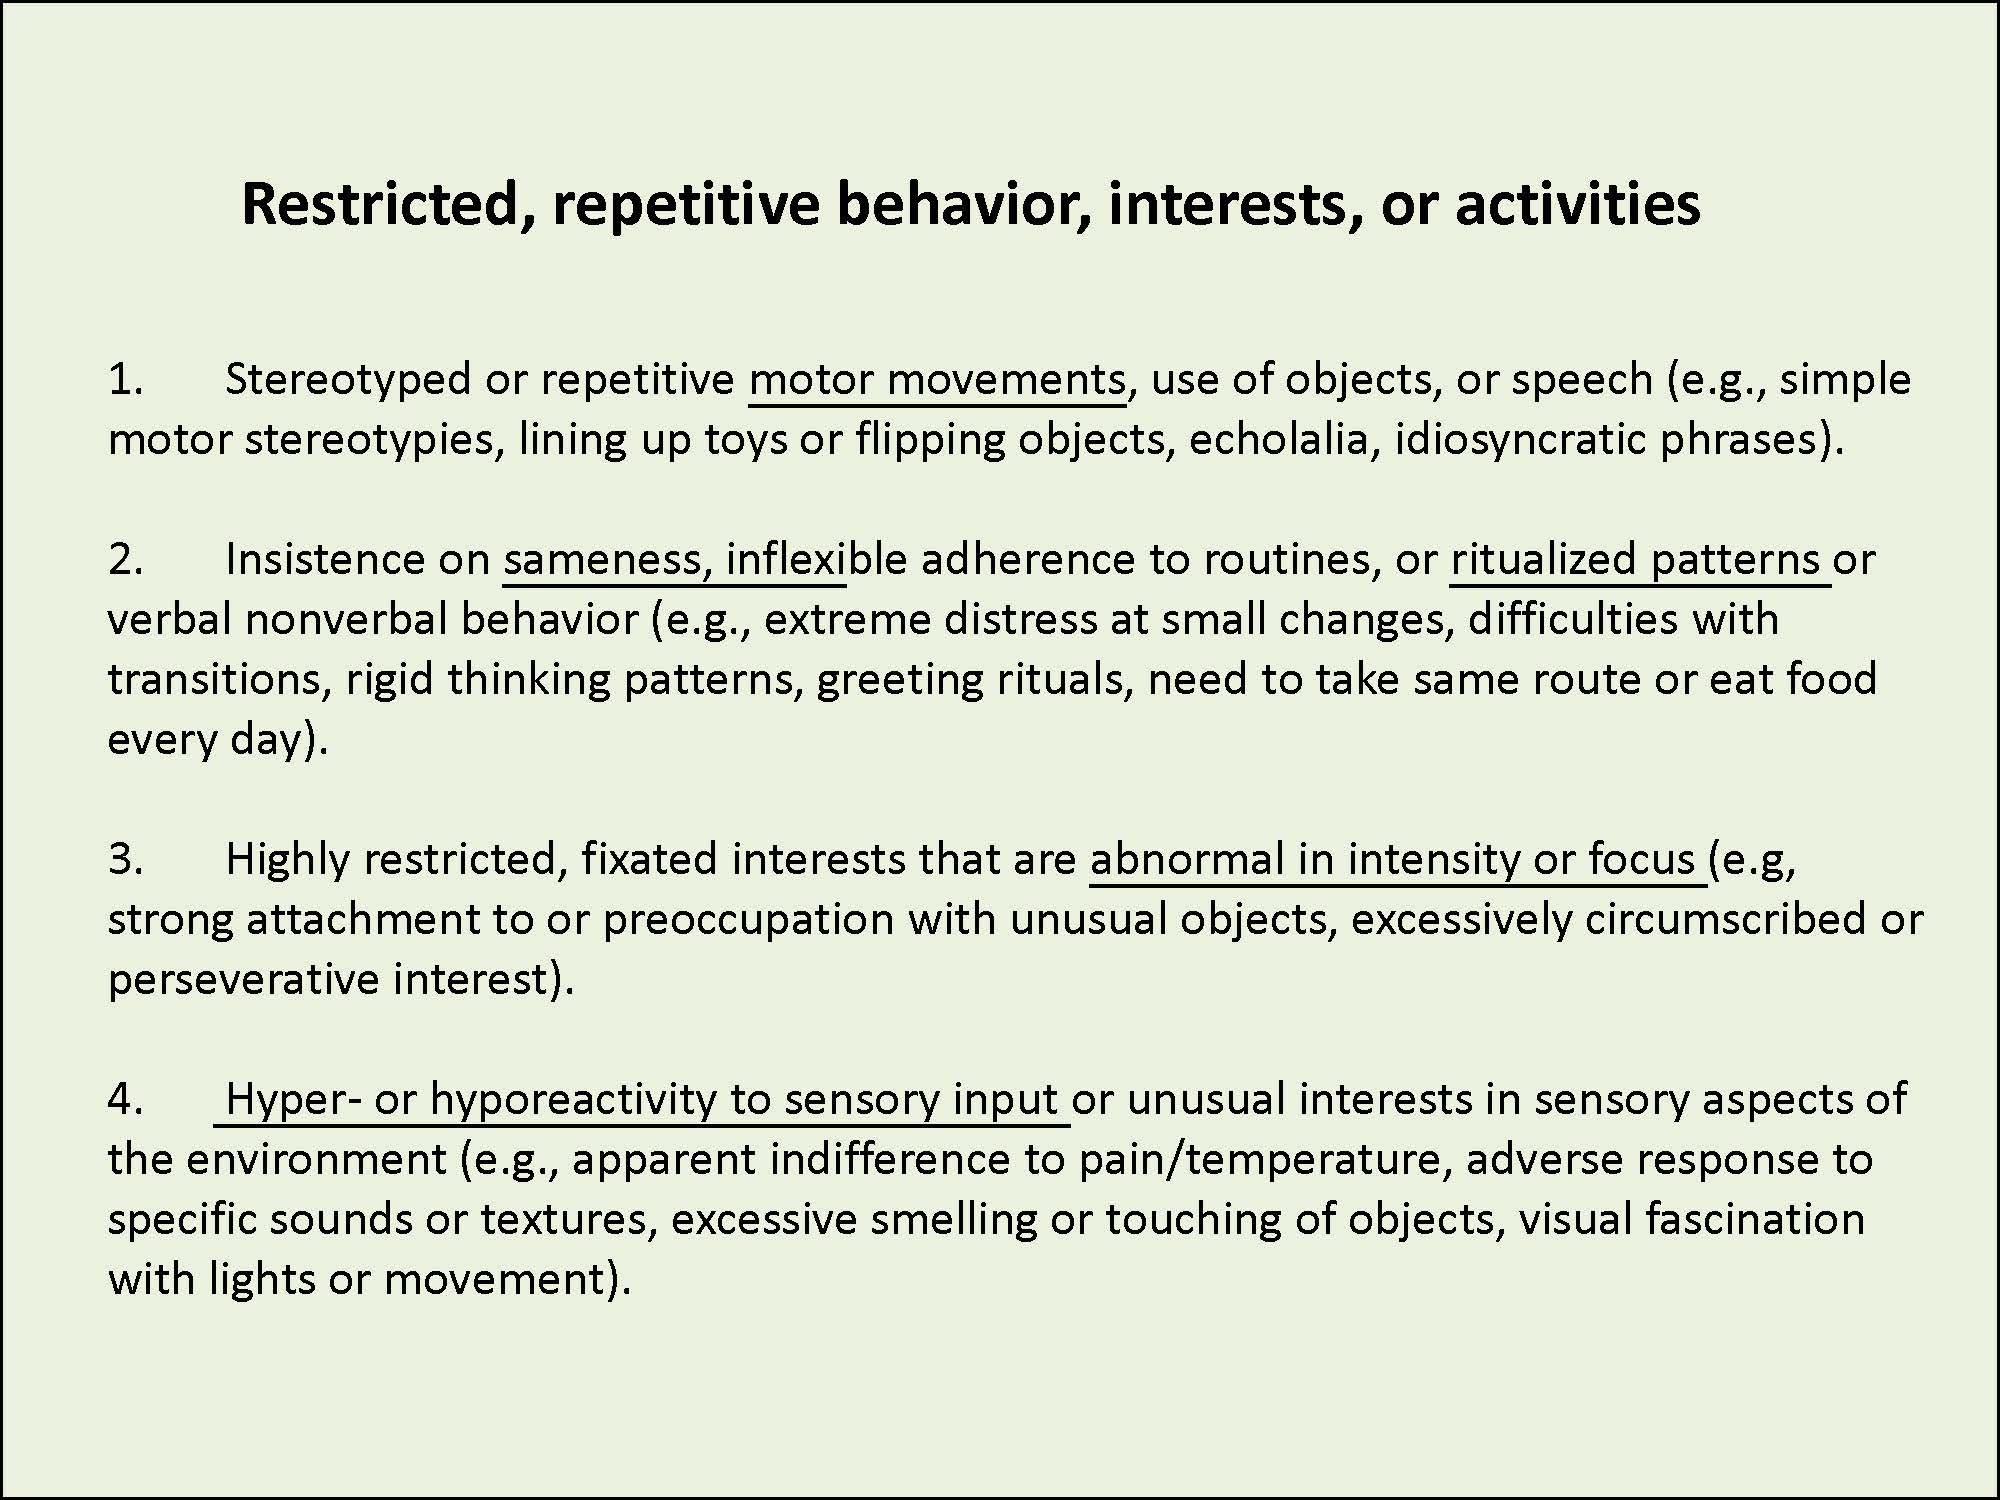 Restricted, repetitive behavior, interests, or activities
1. Stereotyped or repetitive motor movements, use of objects, or speech (e.g., simple
motor stereotypies, lining up toys or flipping objects, echolalia, idiosyncratic phrases).
2. Insistence on sameness, inflexible adherence to routines, or ritualized patterns or
verbal nonverbal behavior (e.g., extreme distress at small changes, difficulties with
transitions, rigid thinking patterns, greeting rituals, need to take same route or eat food
every day).
3. Highly restricted, fixated interests that are abnormal in intensity or focus (e.g,
strong attachment to or preoccupation with unusual objects, excessively circumscribed or
perseverative interest).
4. Hyper- or hyporeactivity to sensory input or unusual interests in sensory aspects of
the environment (e.g., apparent indifference to pain/temperature, adverse response to
specific sounds or textures, excessive smelling or touching of objects, visual fascination
with lights or movement).